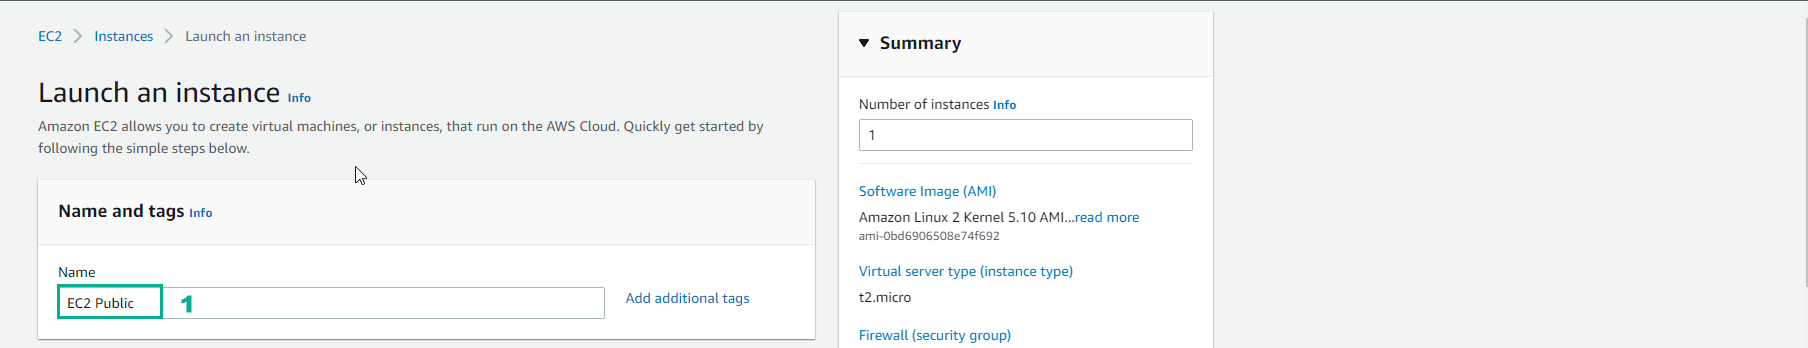 EC2 > Instances > Launch an instance
Launch an instance Info
Amazon EC2 allows you to create virtual machines, or instances, that run on the AWS Cloud. Quickly get started by
following the simple steps below.
Name and tags Info
Name
EC2 Public 1
Add additional tags
Summary
Number of instances Info
1
Software Image (AMI)
Amazon Linux 2 Kernel 5.10 AMI...read more
ami-0bd6906508e74f692
Virtual server type (instance type)
t2.micro
Firewall (security group)